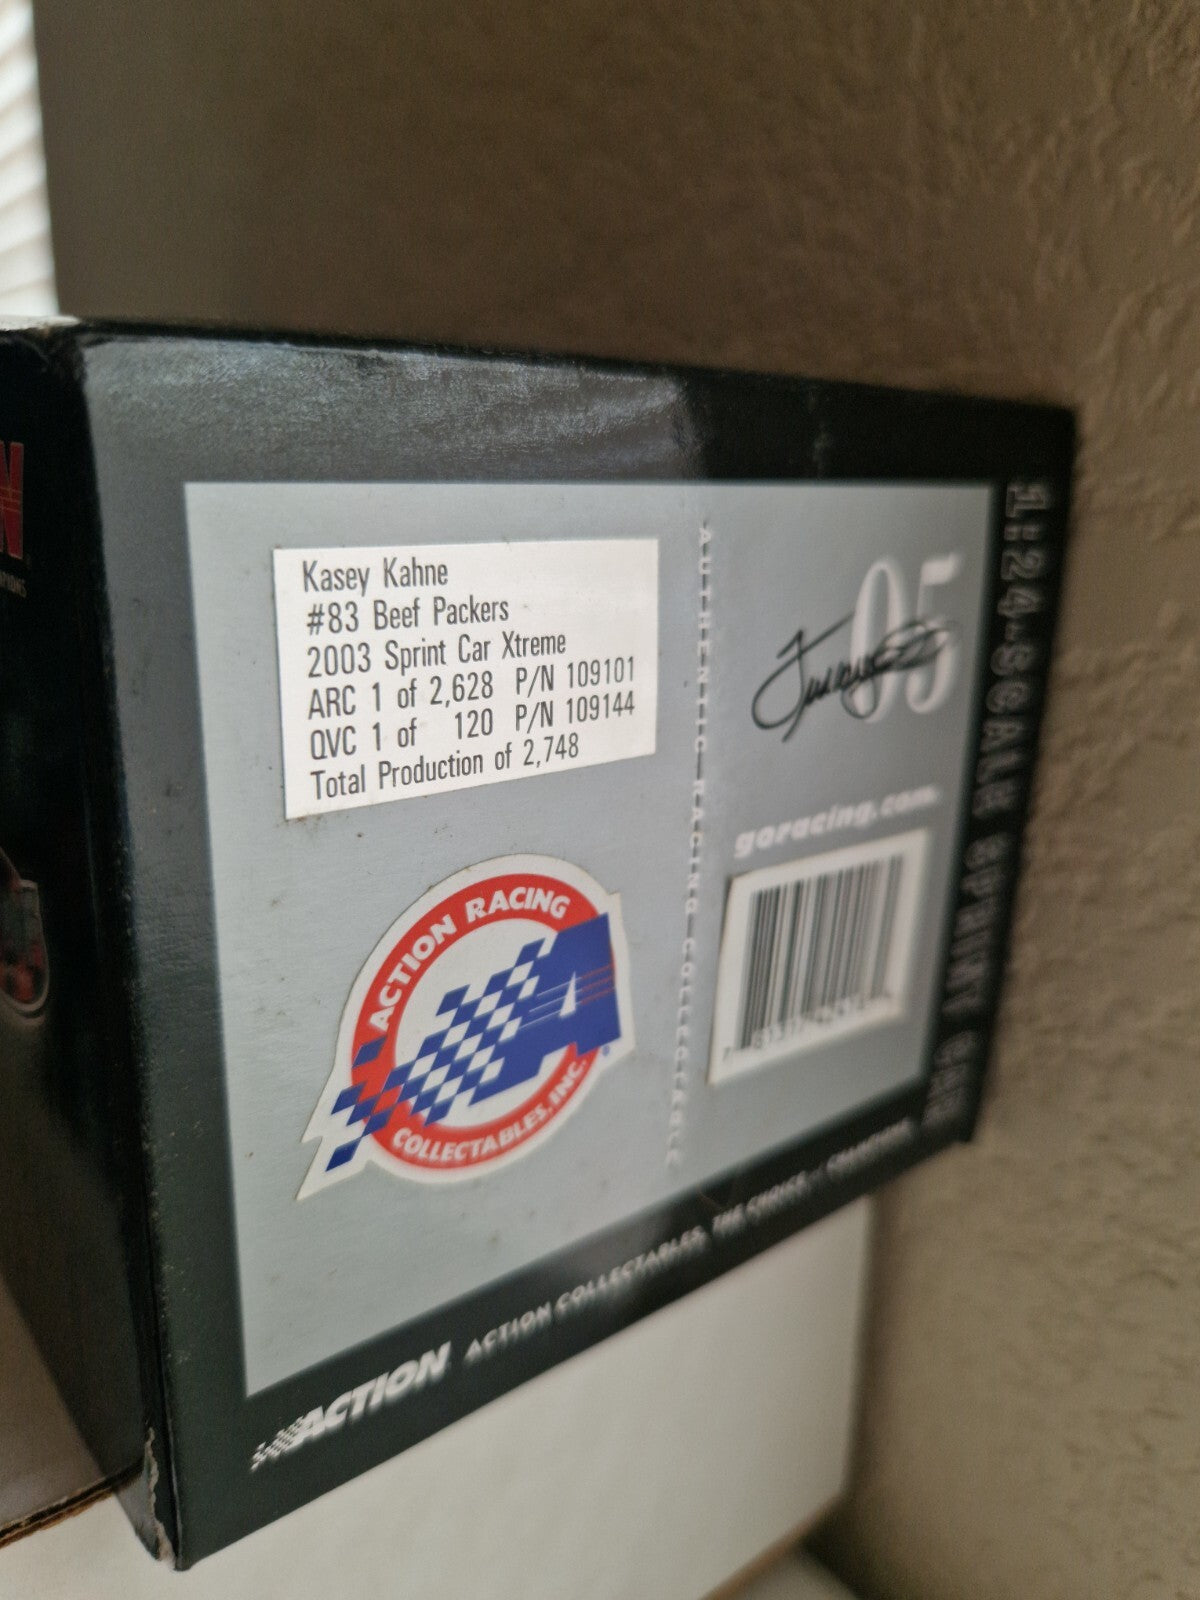 Kasey Kahne
#83 Beef Packers
2003 Sprint Car Xtreme
ARC 1 of 2,628 P/N 109101
QVC 1 of 120 P/N 109144
Total Production of 2,748
ACTION RACING
COLLECTABLES, INC.
AUTHENTIC RACING COLLECTABLE
05
goracing.com
1:24-SCALE SPRINT CAR
ACTION
ACTION COLLECTABLES, THE CHOICE of CHAMPIONS